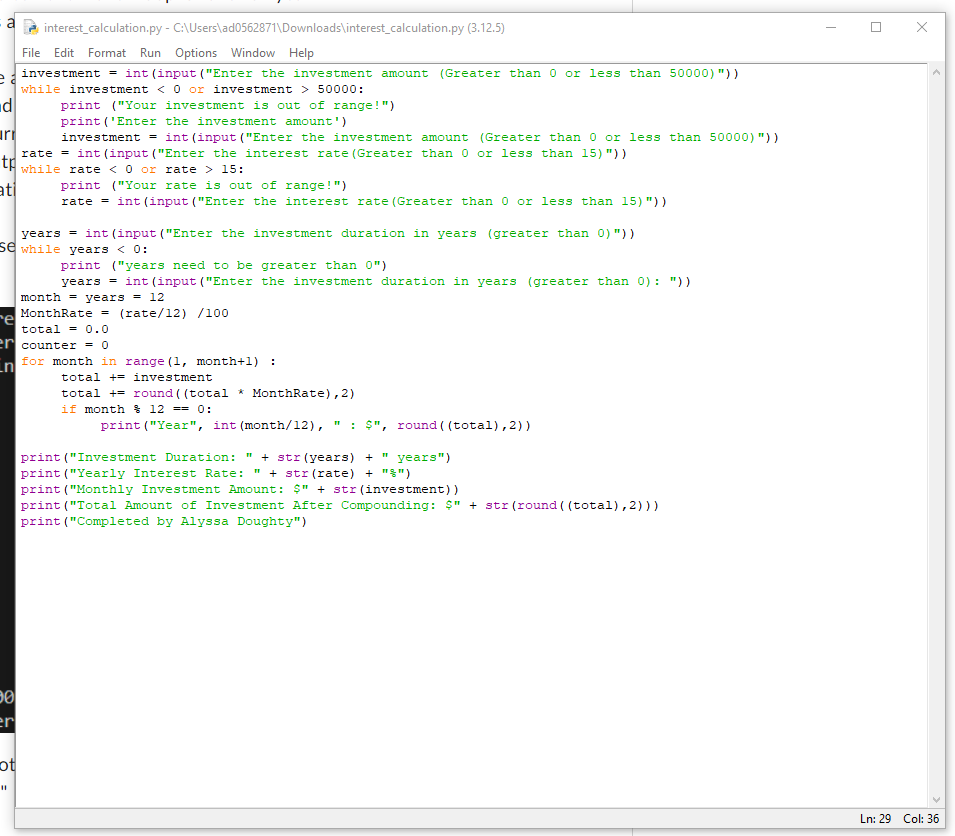 interest_calculation.py - C:\Users\ad0562871\Downloads\interest_calculation.py (3.12.5)
File Edit Format Run Options Window Help
investment = int(input("Enter the investment amount (Greater than 0 or less than 50000)"))
while investment < 0 or investment > 50000:
     print ("Your investment is out of range!")
     print('Enter the investment amount')
     investment = int(input("Enter the investment amount (Greater than 0 or less than 50000)"))
rate = int(input("Enter the interest rate(Greater than 0 or less than 15)"))
while rate < 0 or rate > 15:
     print ("Your rate is out of range!")
     rate = int(input("Enter the interest rate(Greater than 0 or less than 15)"))

years = int(input("Enter the investment duration in years (greater than 0)"))
while years < 0:
     print ("years need to be greater than 0")
     years = int(input("Enter the investment duration in years (greater than 0): "))
month = years = 12
MonthRate = (rate/12) /100
total = 0.0
counter = 0
for month in range(1, month+1) :
     total += investment
     total += round((total * MonthRate),2)
     if month % 12 == 0:
          print("Year", int(month/12), " : $", round((total),2))

print("Investment Duration: " + str(years) + " years")
print("Yearly Interest Rate: " + str(rate) + "%")
print("Monthly Investment Amount: $" + str(investment))
print("Total Amount of Investment After Compounding: $" + str(round((total),2)))
print("Completed by Alyssa Doughty")
Ln: 29 Col: 36